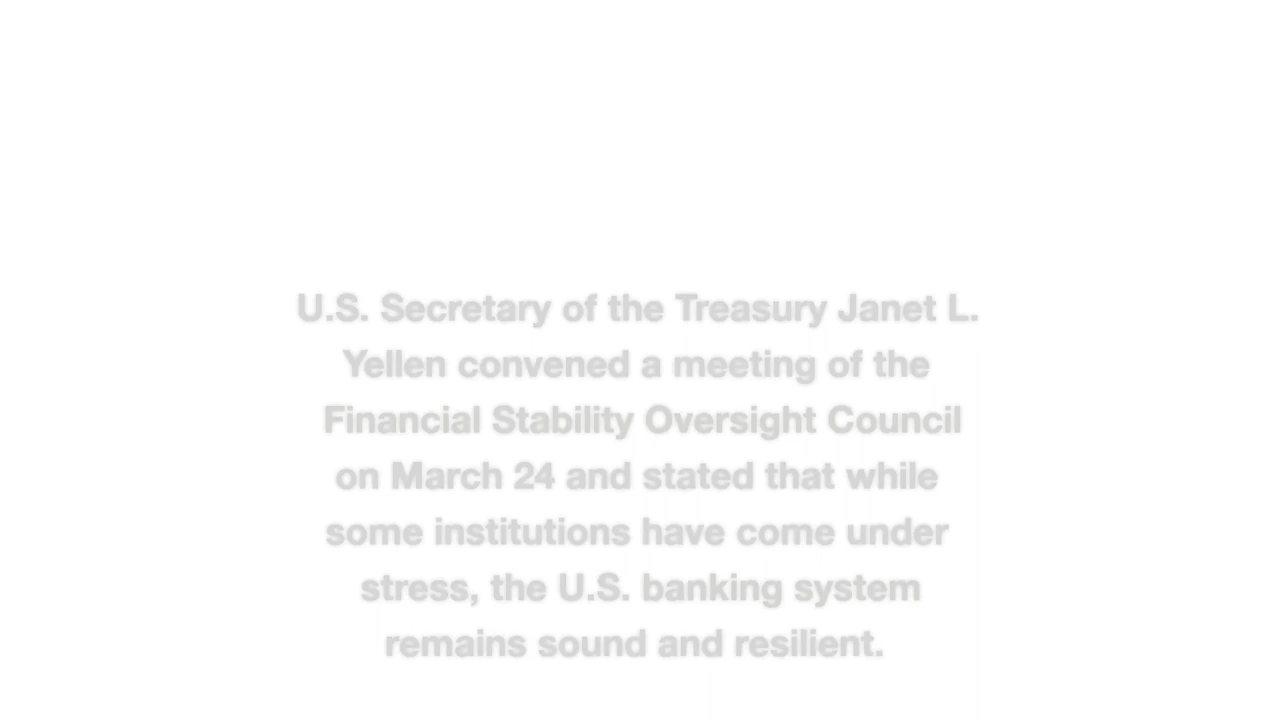 U.S. Secretary of the Treasury Janet L.
Yellen convened a meeting of the
Financial Stability Oversight Council
on March 24 and stated that while
some institutions have come under
stress, the U.S. banking system
remains sound and resilient.